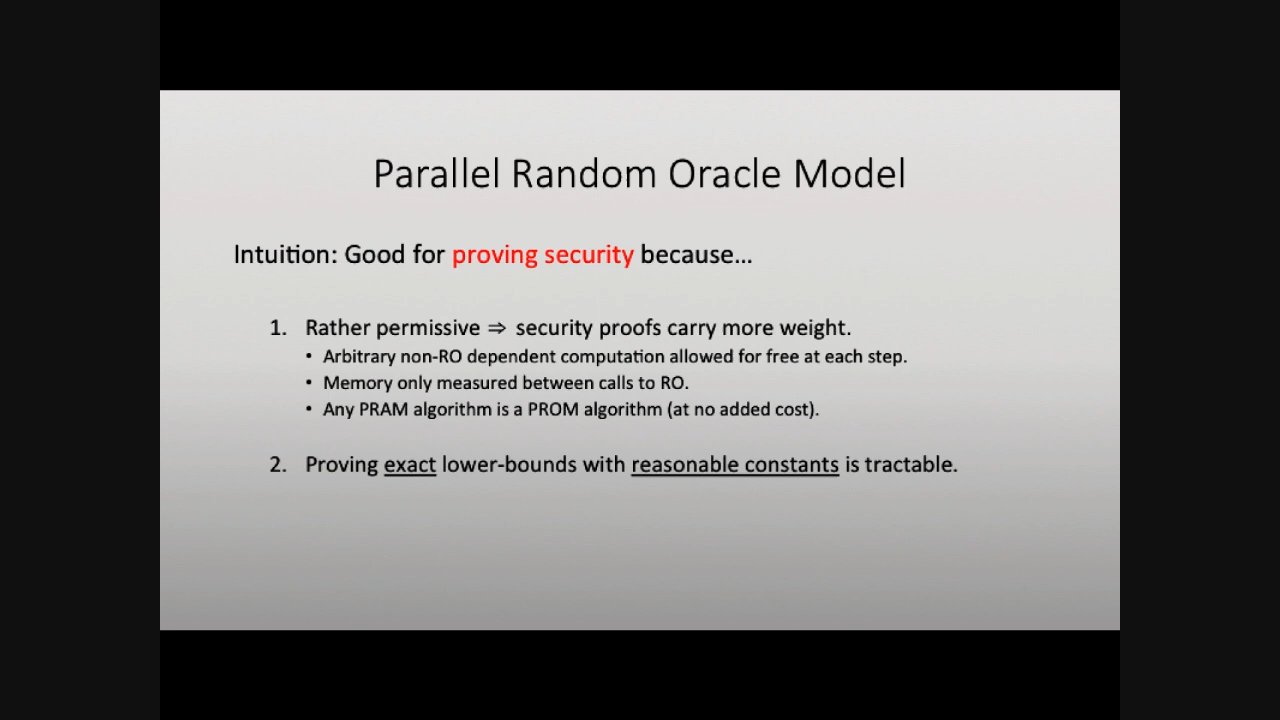 Parallel Random Oracle Model
Intuition: Good for proving security because...
1. Rather permissive ⇒ security proofs carry more weight.
• Arbitrary non-RO dependent computation allowed for free at each step.
• Memory only measured between calls to RO.
• Any PRAM algorithm is a PROM algorithm (at no added cost).
2. Proving exact lower-bounds with reasonable constants is tractable.